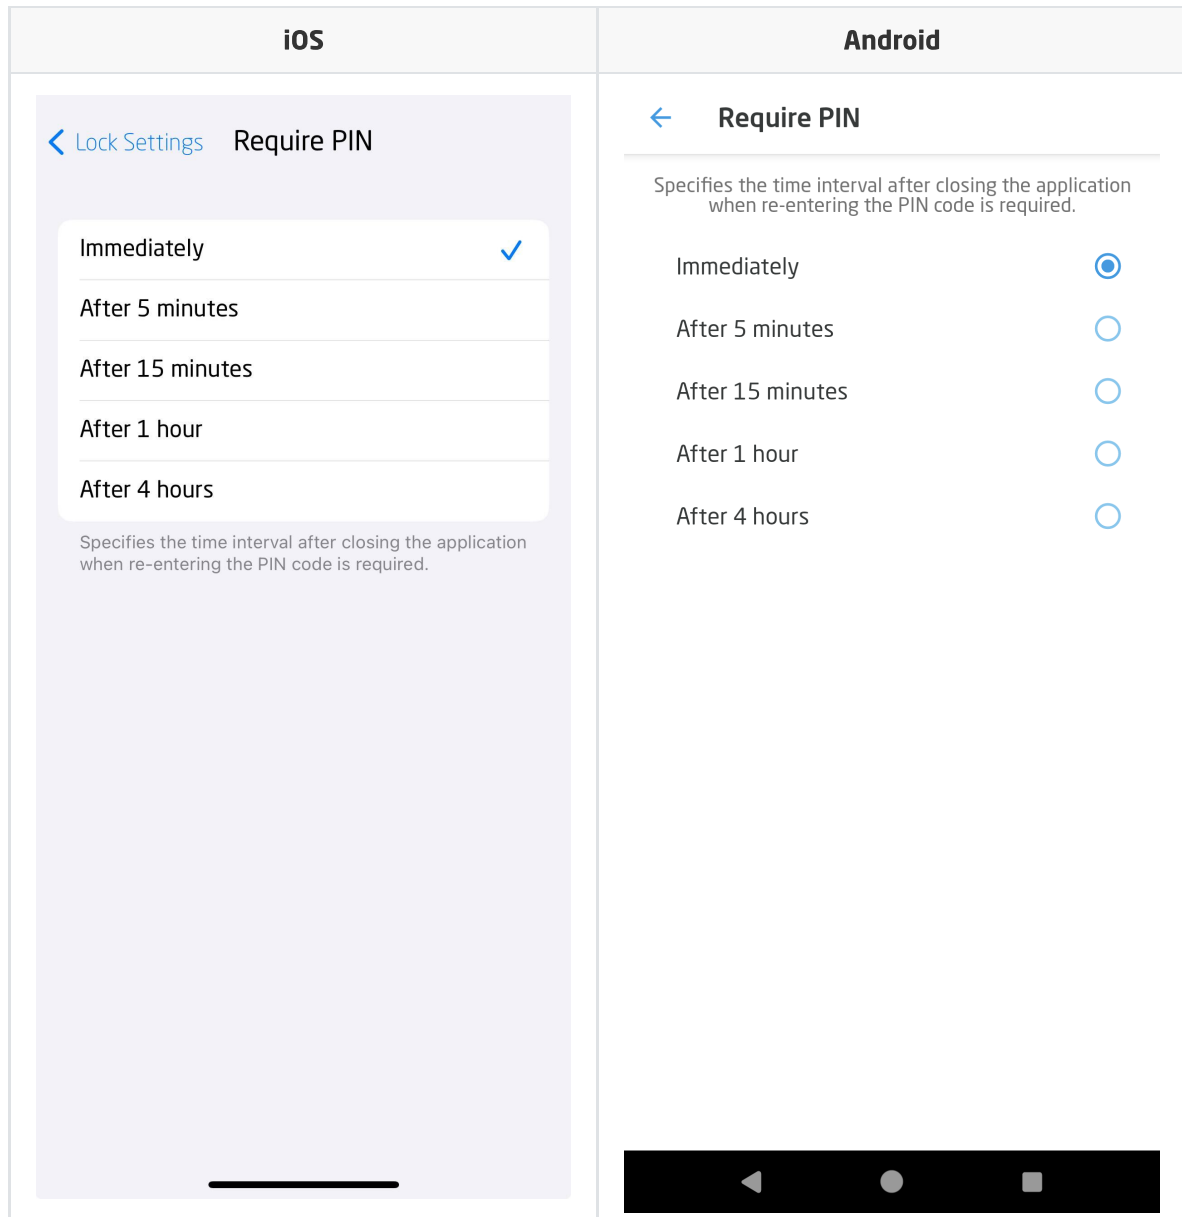 iOS
Android
Lock Settings
Require PIN
Immediately
After 5 minutes
After 15 minutes
After 1 hour
After 4 hours
Specifies the time interval after closing the application
when re-entering the PIN code is required.
Require PIN
Specifies the time interval after closing the application
when re-entering the PIN code is required.
Immediately
After 5 minutes
After 15 minutes
After 1 hour
After 4 hours